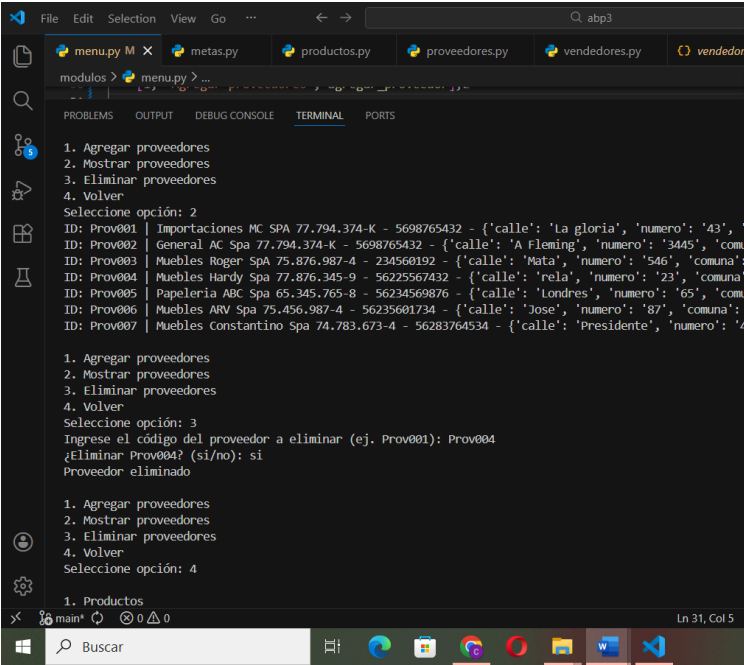 File Edit Selection View Go ··· abp3
menu.py M metas.py productos.py proveedores.py vendedores.py {} vendedor
modulos > menu.py > ...
PROBLEMS OUTPUT DEBUG CONSOLE TERMINAL PORTS
1. Agregar proveedores
2. Mostrar proveedores
3. Eliminar proveedores
4. Volver
Seleccione opción: 2
ID: Prov001 | Importaciones MC SPA 77.794.374-K - 5698765432 - {'calle': 'La gloria', 'numero': '43', '
ID: Prov002 | General AC Spa 77.794.374-K - 5698765432 - {'calle': 'A Fleming', 'numero': '3445', 'comu
ID: Prov003 | Muebles Roger SpA 75.876.987-4 - 234560192 - {'calle': 'Mata', 'numero': '546', 'comuna':
ID: Prov004 | Muebles Hardy Spa 77.876.345-9 - 56225567432 - {'calle': 'rela', 'numero': '23', 'comuna'
ID: Prov005 | Papeleria ABC Spa 65.345.765-8 - 56234569876 - {'calle': 'Londres', 'numero': '65', 'comu
ID: Prov006 | Muebles ARV Spa 75.456.987-4 - 56235601734 - {'calle': 'Jose', 'numero': '87', 'comuna':
ID: Prov007 | Muebles Constantino Spa 74.783.673-4 - 56283764534 - {'calle': 'Presidente', 'numero': '4
1. Agregar proveedores
2. Mostrar proveedores
3. Eliminar proveedores
4. Volver
Seleccione opción: 3
Ingrese el código del proveedor a eliminar (ej. Prov001): Prov004
¿Eliminar Prov004? (si/no): si
Proveedor eliminado
1. Agregar proveedores
2. Mostrar proveedores
3. Eliminar proveedores
4. Volver
Seleccione opción: 4
1. Productos
main* 0 0 Ln 31, Col 5
Buscar